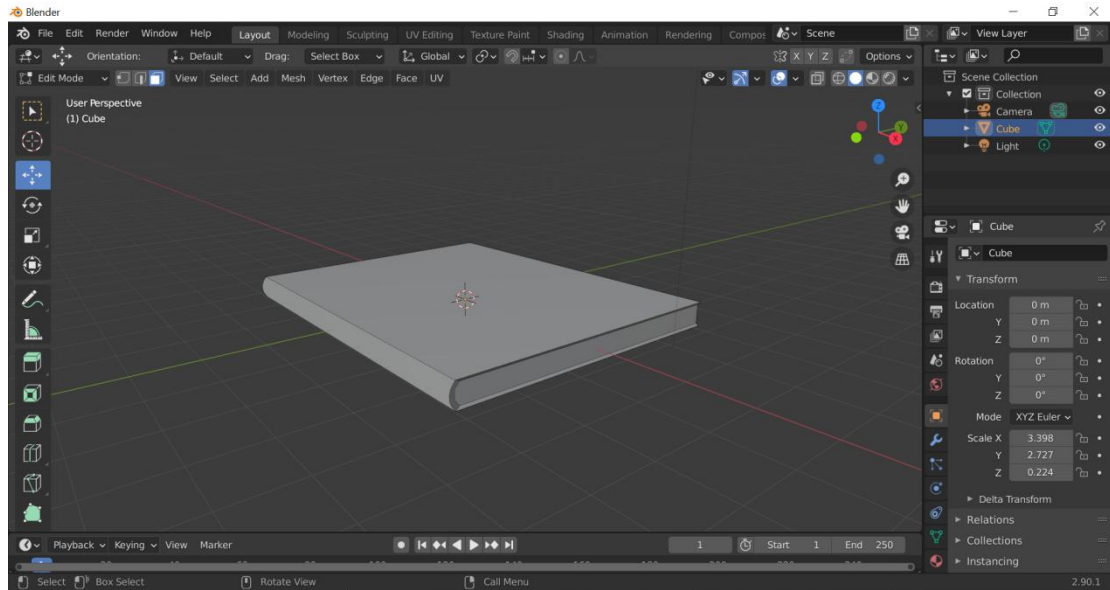 Blender
File Edit Render Window Help Layout Modeling Sculpting UV Editing Texture Paint Shading Animation Rendering Compos Scene View Layer
Orientation: Default Drag: Select Box Global X Y Z Options
Edit Mode View Select Add Mesh Vertex Edge Face UV
User Perspective
(1) Cube
Z
Y
X
Scene Collection
Collection
Camera
Cube
Light
Cube
Cube
Transform
Location 0 m
Y 0 m
Z 0 m
Rotation 0°
Y 0°
Z 0°
Mode XYZ Euler
Scale X 3.398
Y 2.727
Z 0.224
Delta Transform
Relations
Collections
Instancing
Playback Keying View Marker 1 Start 1 End 250
Select Box Select Rotate View Call Menu 2.90.1